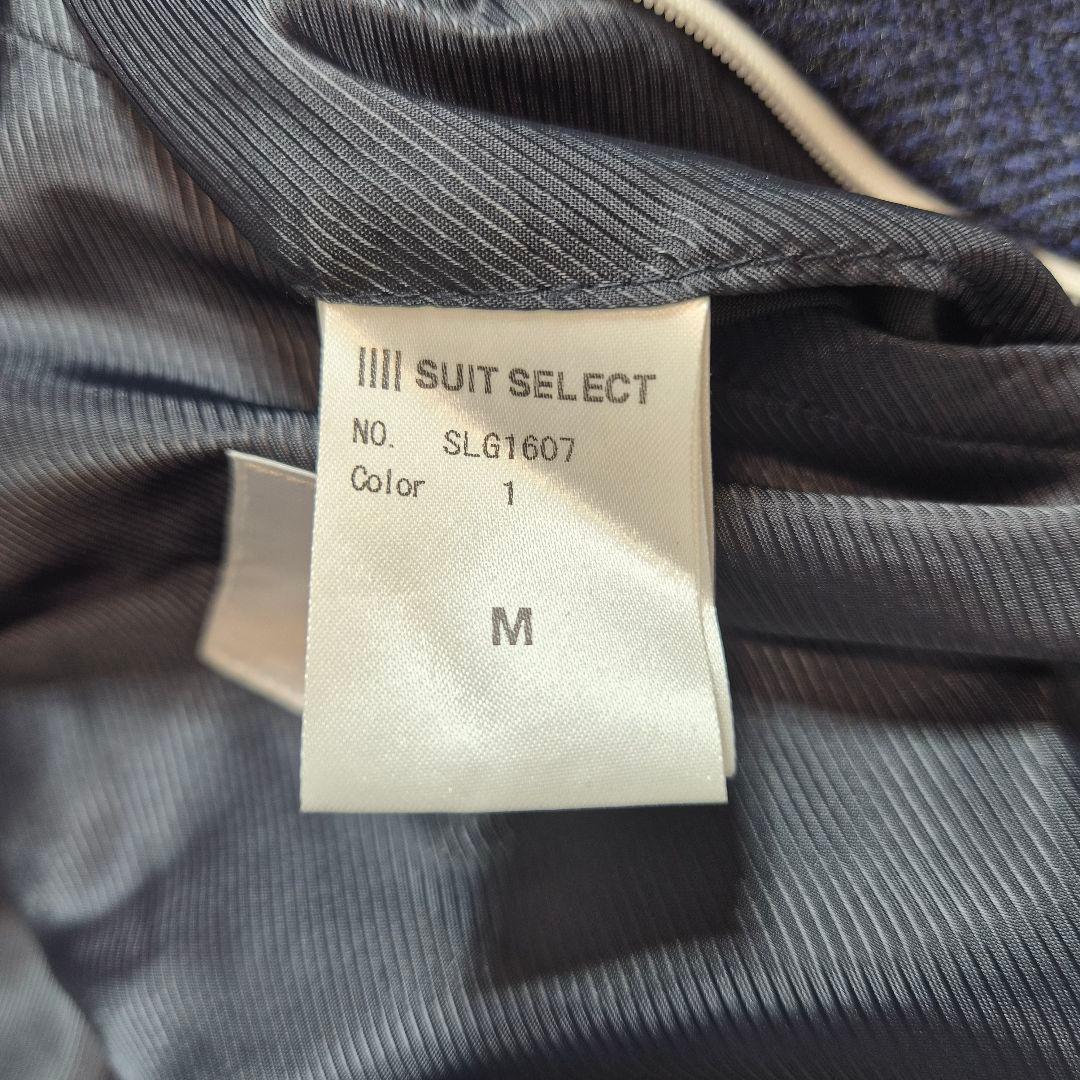 SUIT SELECT
NO. SLG1607
Color 1
M